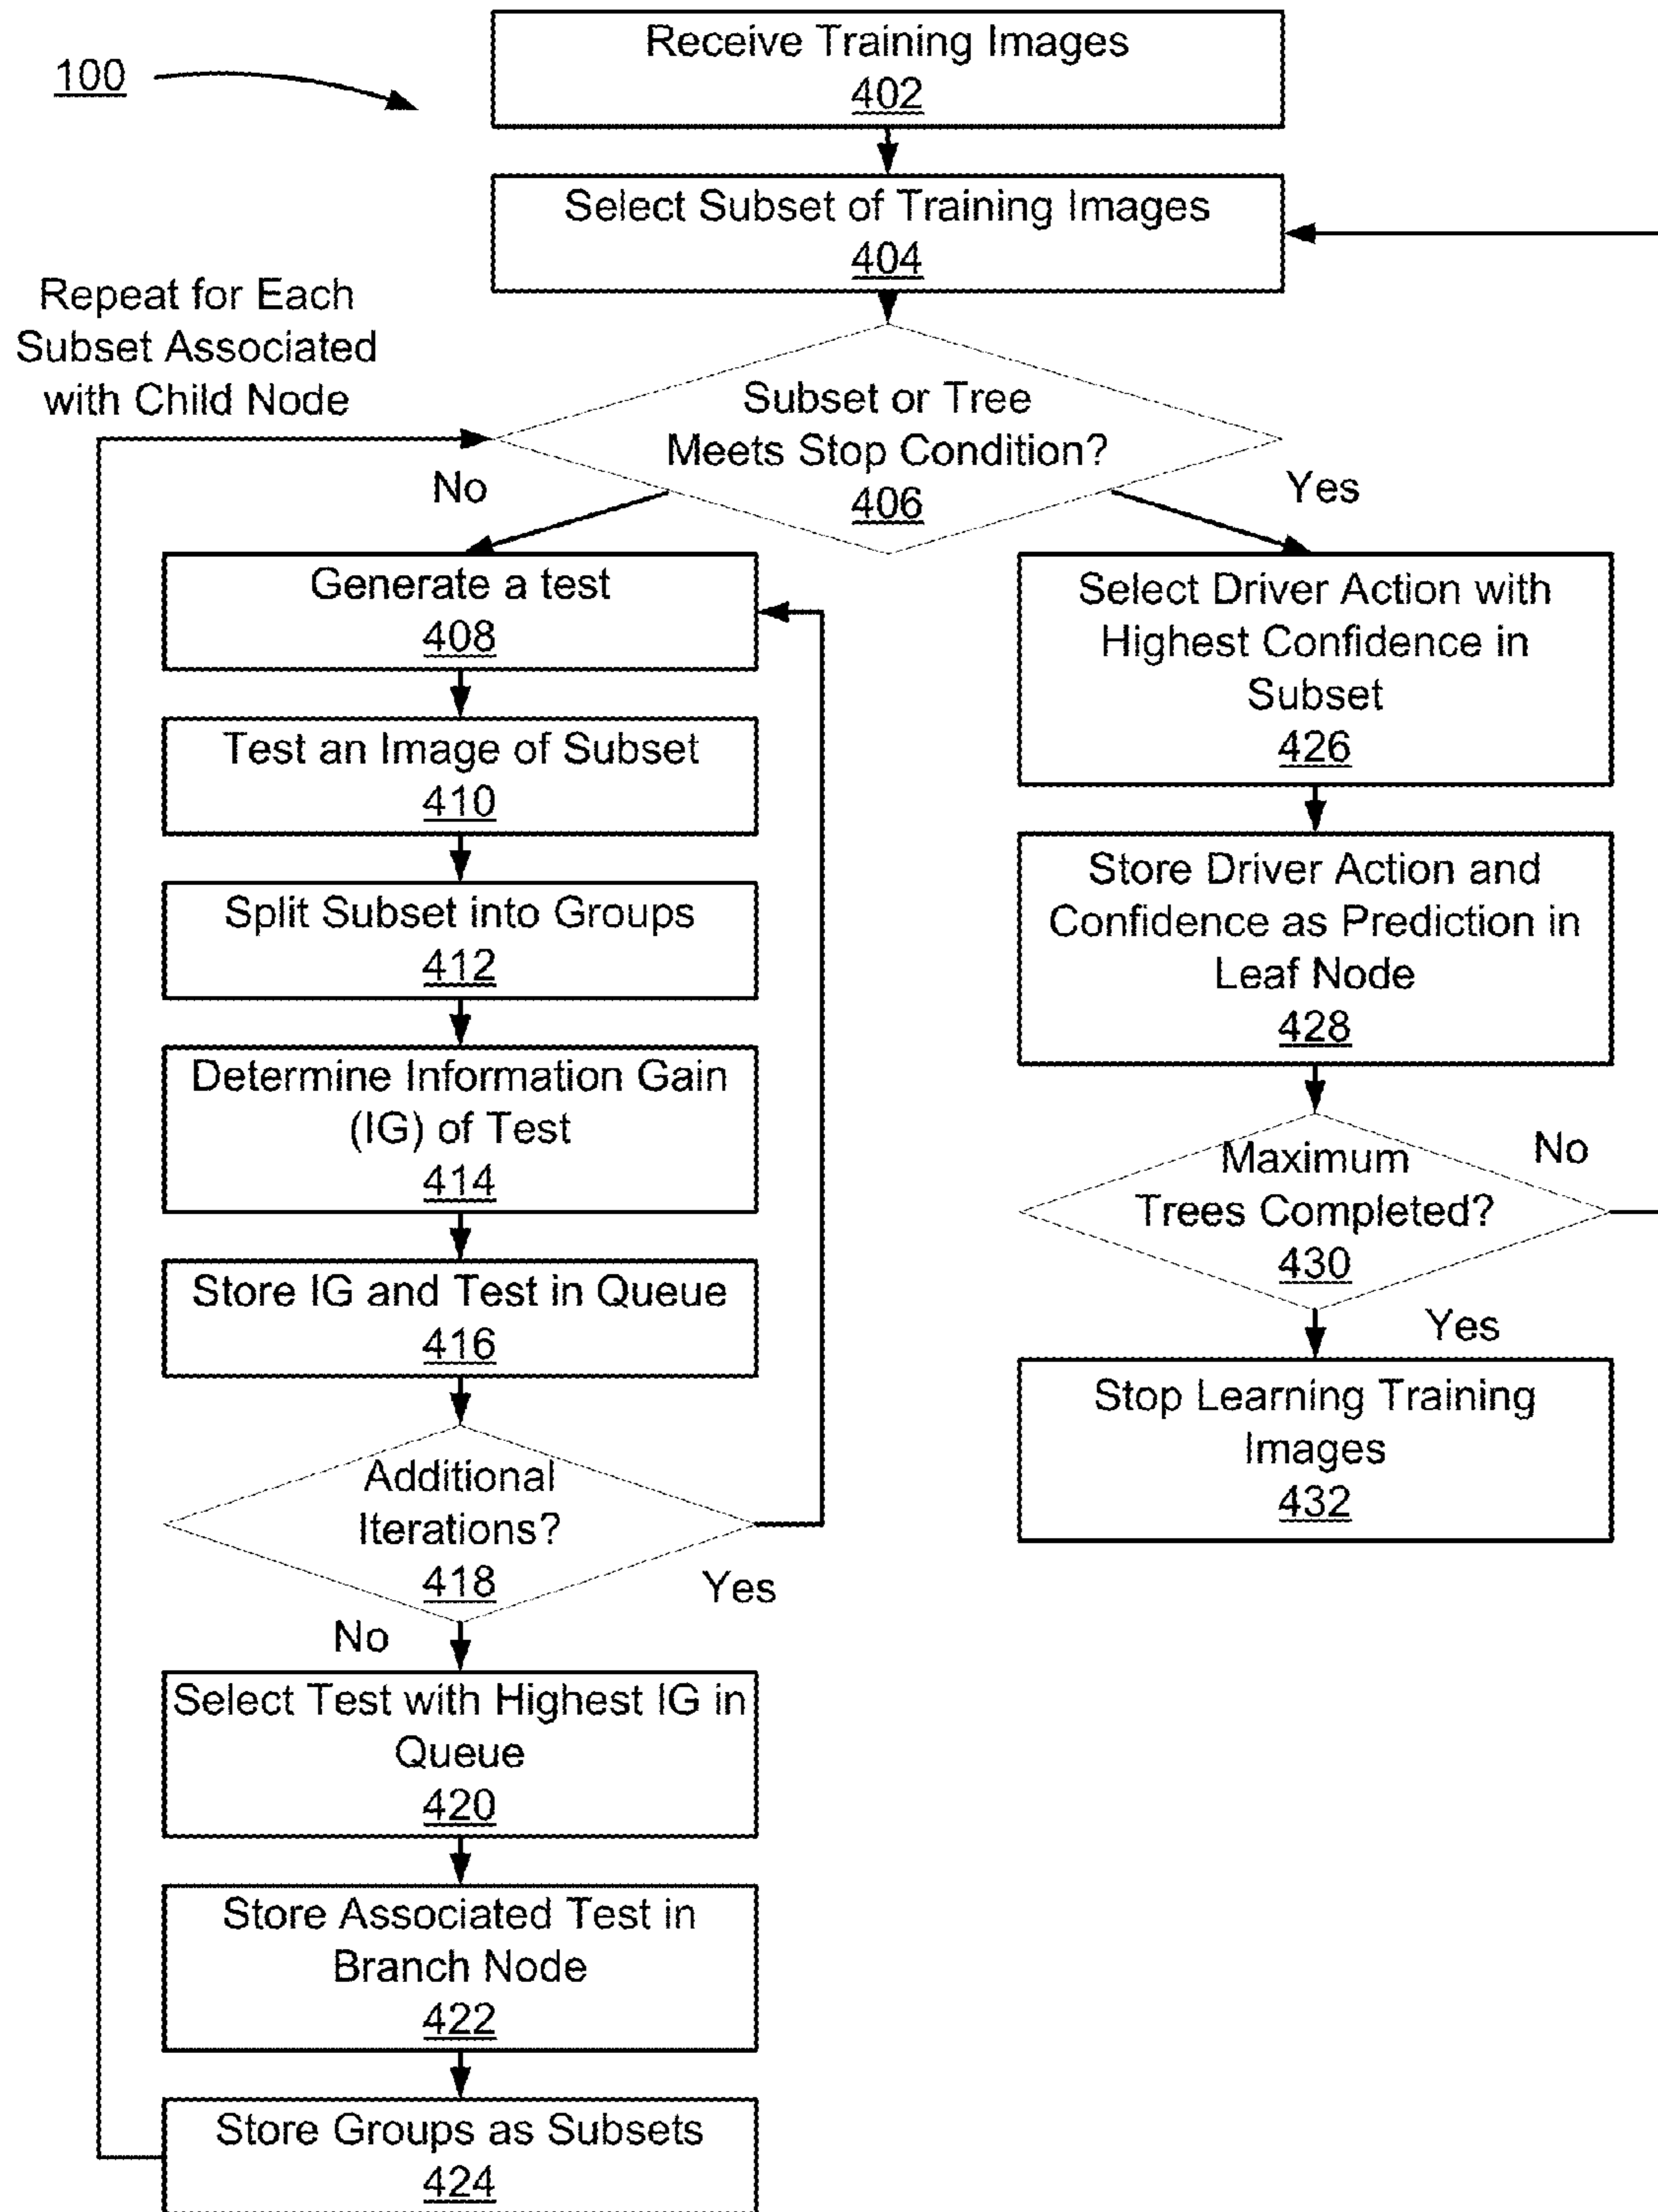 Receive Training Images
402
100
Select Subset of Training Images
404
Repeat for Each
Subset Associated
with Child Node
Subset or Tree
Meets Stop Condition?
406
No
Yes
Generate a test
408
Test an Image of Subset
410
Split Subset into Groups
412
Determine Information Gain
(IG) of Test
414
Store IG and Test in Queue
416
Additional
Iterations?
418
Yes
No
Select Test with Highest IG in
Queue
420
Store Associated Test in
Branch Node
422
Store Groups as Subsets
424
Select Driver Action with
Highest Confidence in
Subset
426
Store Driver Action and
Confidence as Prediction in
Leaf Node
428
Maximum
Trees Completed?
430
No
Yes
Stop Learning Training
Images
432